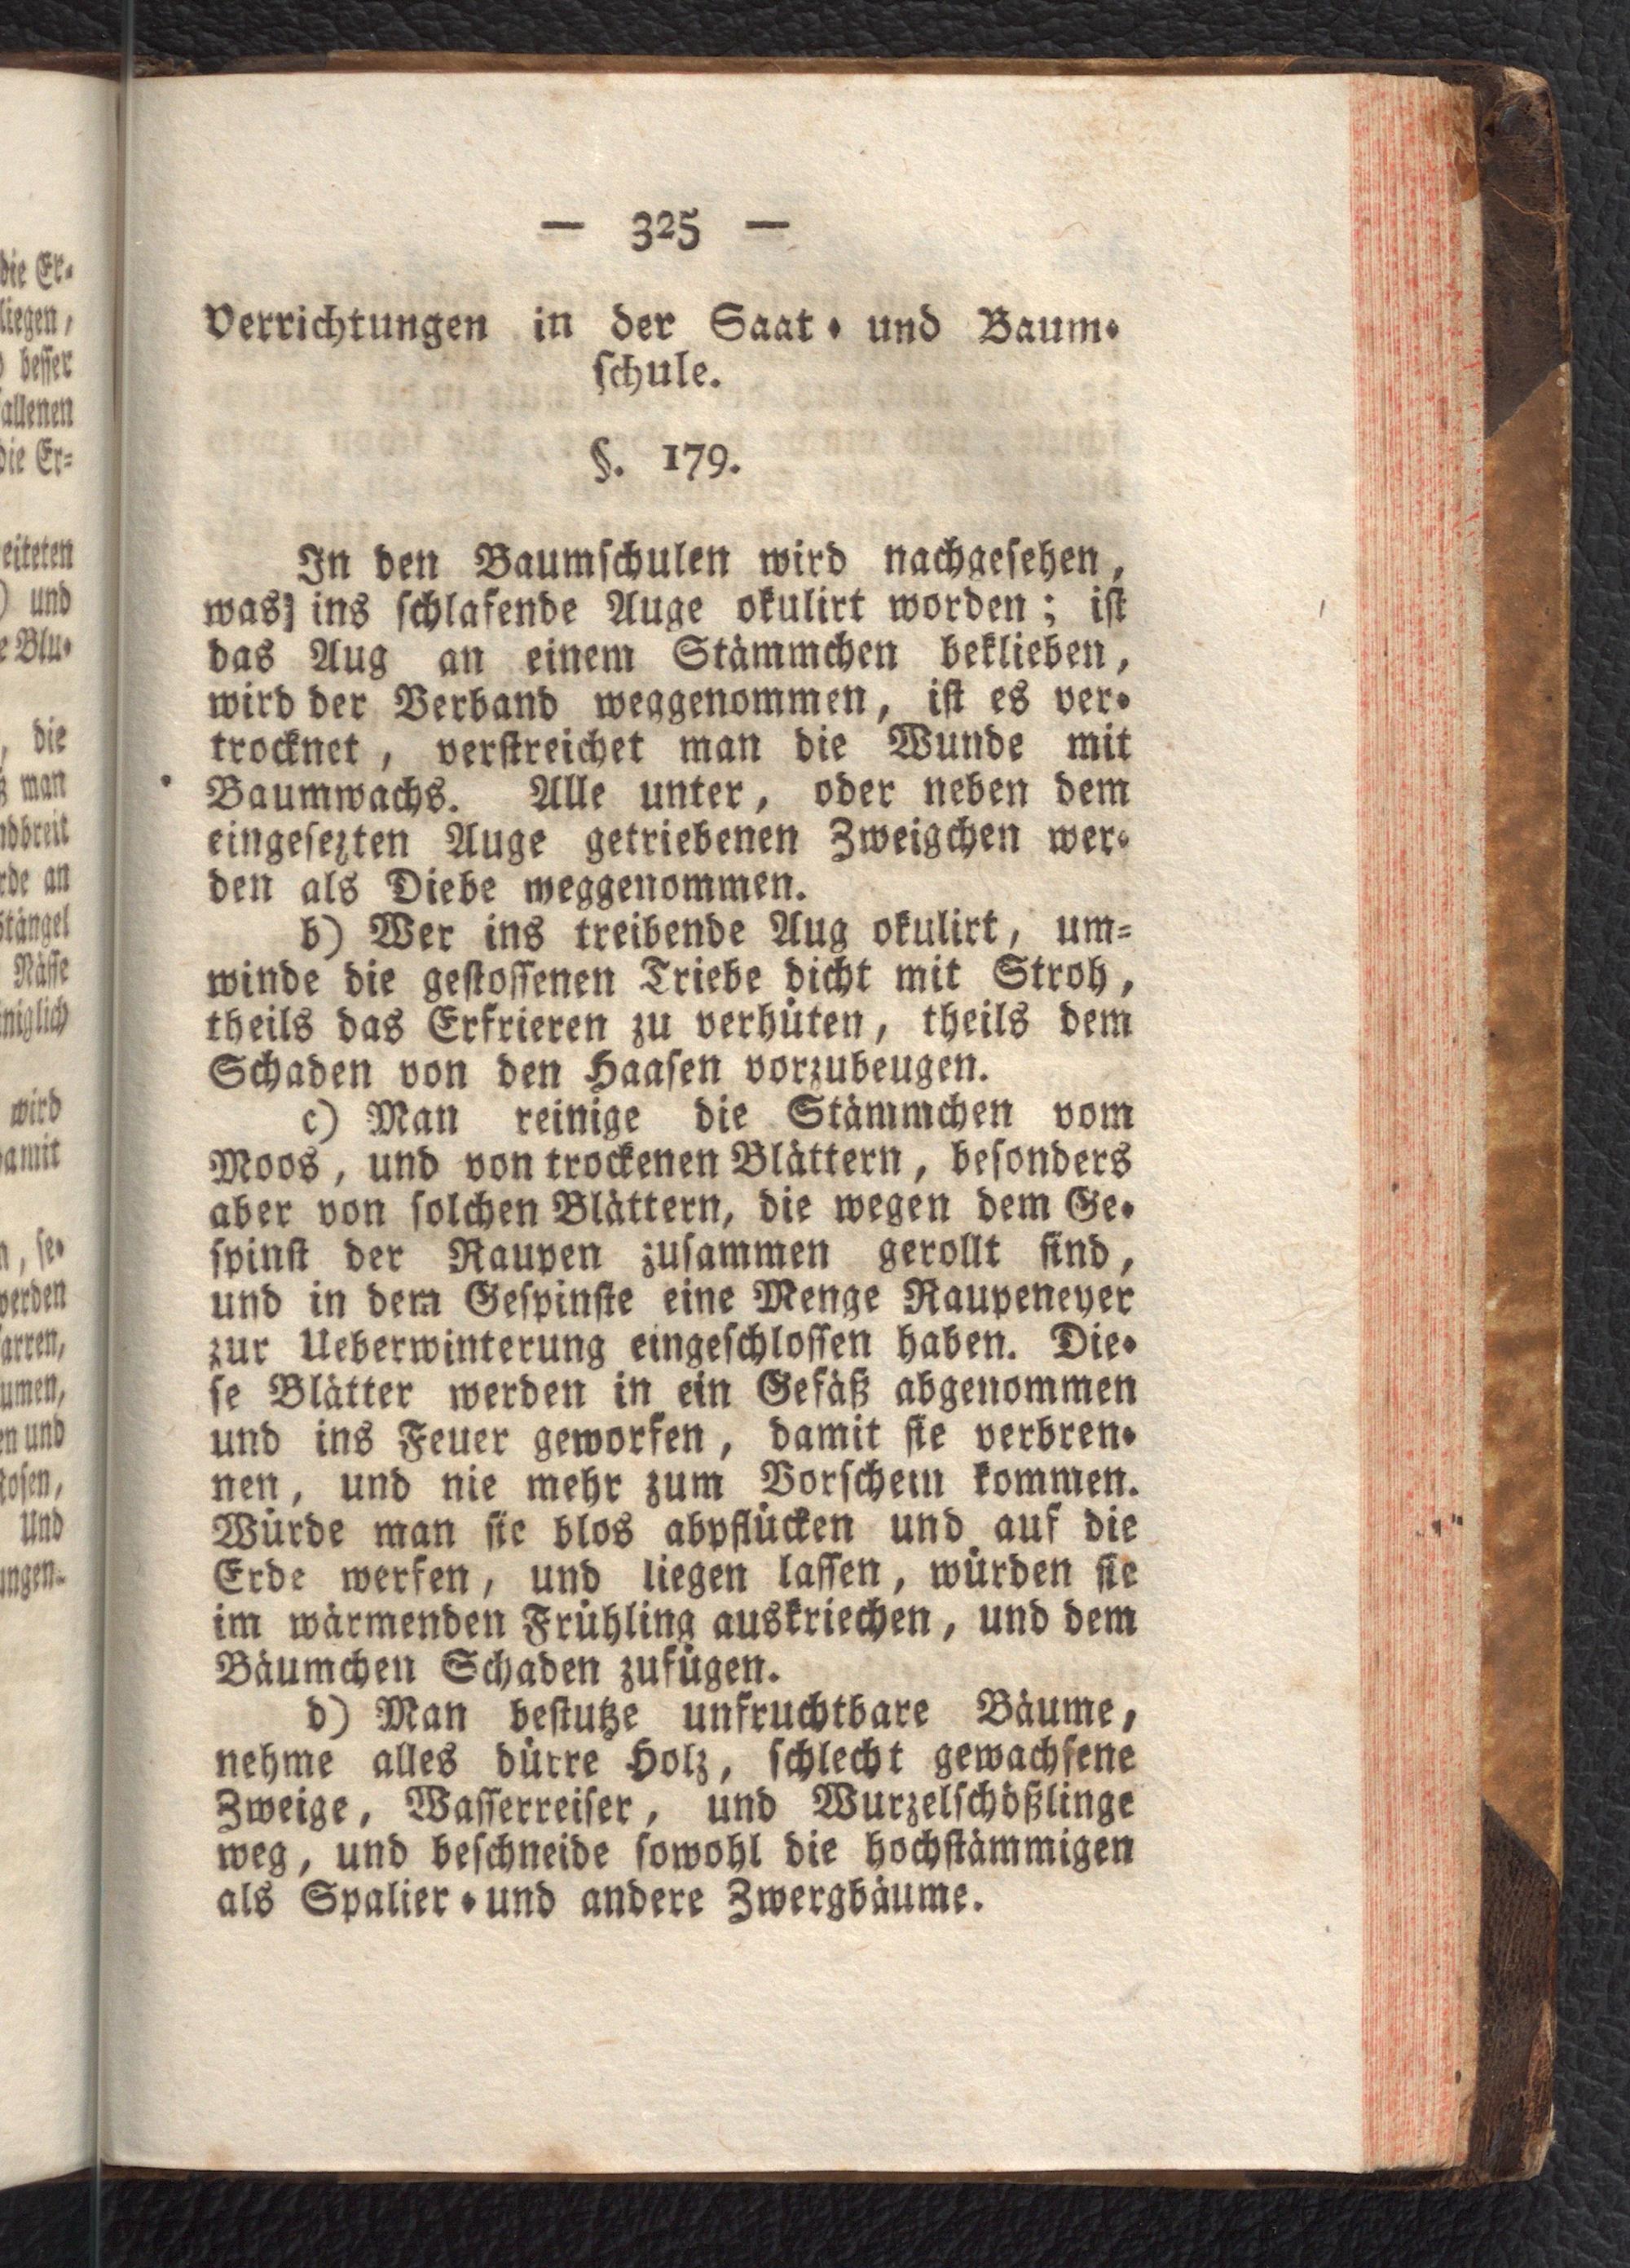 — 325 —
Verrichtungen in der Saat- und Baum-
schule.
§. 179.
In den Baumschulen wird nachgesehen,
was ins schlafende Auge okulirt worden; ist
das Aug an einem Stämmchen beklieben,
wird der Verband weggenommen, ist es ver-
trocknet, verstreichet man die Wunde mit
Baumwachs. Alle unter, oder neben dem
eingesezten Auge getriebenen Zweigchen wer-
den als Diebe weggenommen.
b) Wer ins treibende Aug okulirt, um-
winde die gestossenen Triebe dicht mit Stroh,
theils das Erfrieren zu verhüten, theils dem
Schaden von den Haasen vorzubeugen.
c) Man reinige die Stämmchen vom
Moos, und von trockenen Blättern, besonders
aber von solchen Blättern, die wegen dem Ge-
spinst der Raupen zusammen gerollt sind,
und in dem Gespinste eine Menge Raupeneyer
zur Ueberwinterung eingeschlossen haben. Die-
se Blätter werden in ein Gefäß abgenommen
und ins Feuer geworfen, damit sie verbren-
nen, und nie mehr zum Vorschein kommen.
Würde man sie blos abpflücken und auf die
Erde werfen, und liegen lassen, würden sie
im wärmenden Frühling auskriechen, und dem
Bäumchen Schaden zufügen.
d) Man bestutze unfruchtbare Bäume,
nehme alles dürre Holz, schlecht gewachsene
Zweige, Wasserreiser, und Wurzelschößlinge
weg, und beschneide sowohl die hochstämmigen
als Spalier- und andere Zwergbäume.